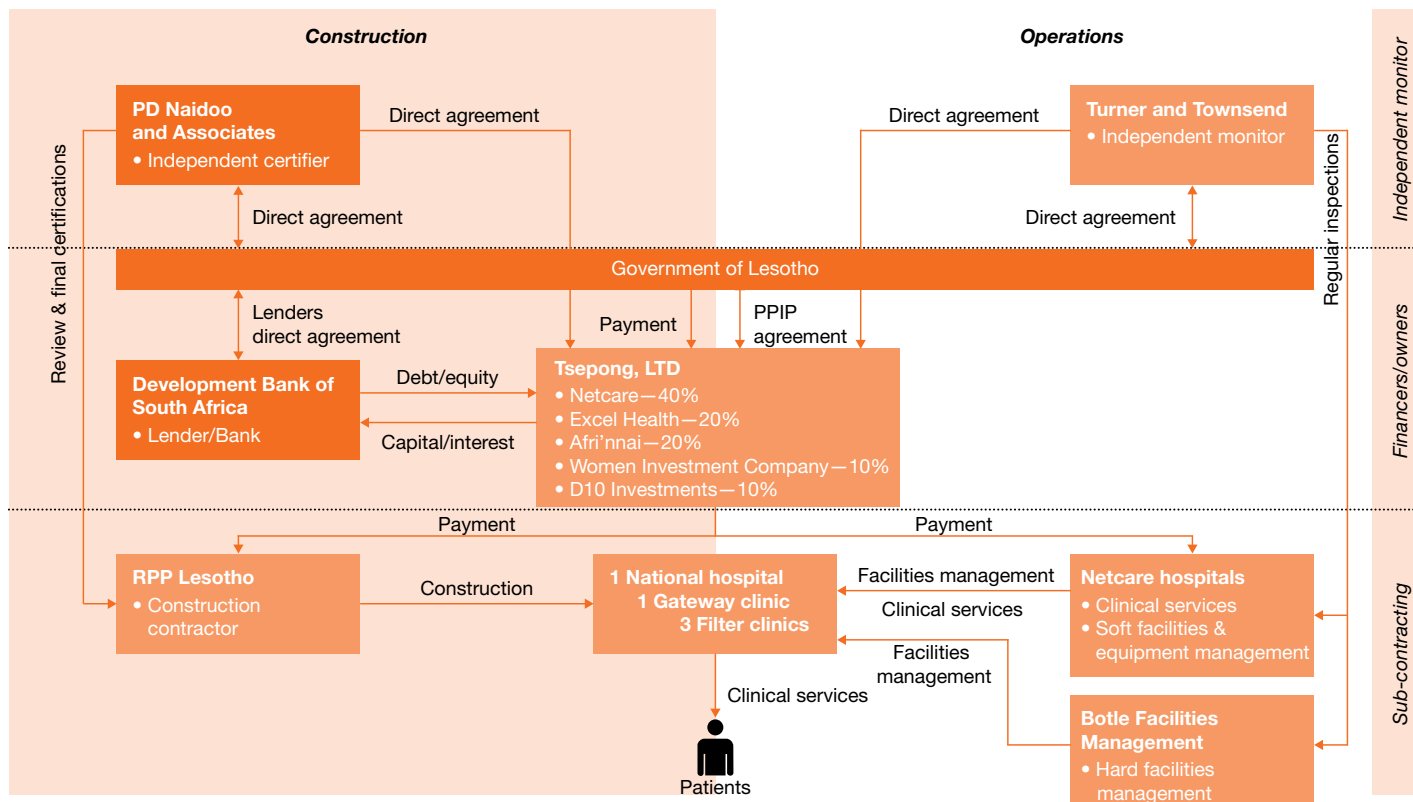 Construction
Operations
Independent monitor
PD Naidoo
and Associates
• Independent certifier
Direct agreement
Direct agreement
Turner and Townsend
• Independent monitor
Review & final certifications
Direct agreement
Direct agreement
Regular inspections
Government of Lesotho
Lenders
direct agreement
Payment
PPIP
agreement
Financers/owners
Development Bank of
South Africa
• Lender/Bank
Debt/equity
Capital/interest
Tsepong, LTD
• Netcare—40%
• Excel Health—20%
• Afri’nnai—20%
• Women Investment Company—10%
• D10 Investments—10%
Payment
Payment
RPP Lesotho
• Construction
contractor
Construction
1 National hospital
1 Gateway clinic
3 Filter clinics
Facilities management
Clinical services
Netcare hospitals
• Clinical services
• Soft facilities &
equipment management
Facilities
management
Sub-contracting
Clinical services
Botle Facilities
Management
• Hard facilities
management
Patients